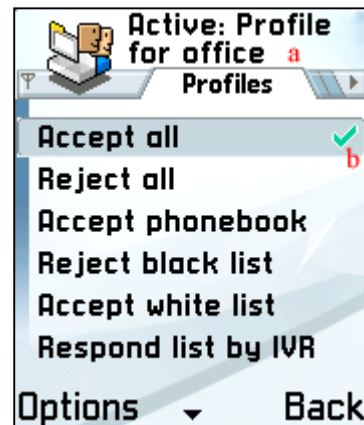 Active: Profile
for office a
Profiles
Accept all
b
Reject all
Accept phonebook
Reject black list
Accept white list
Respond list by IVR
Options Back